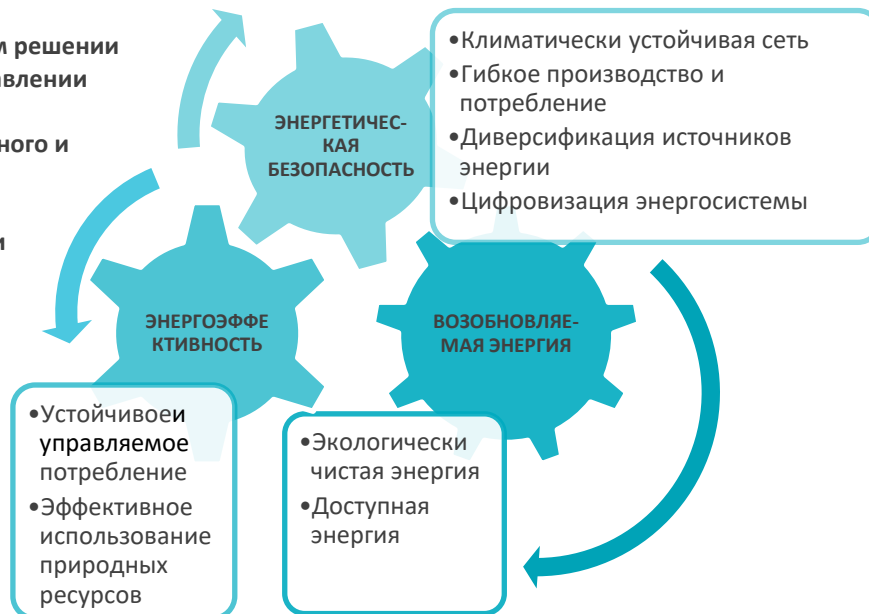 м решении
авлении
ного и
и
ЭНЕРГЕТИЧЕС-
КАЯ
БЕЗОПАСНОСТЬ
•Климатически устойчивая сеть
•Гибкое производство и
потребление
•Диверсификация источников
энергии
•Цифровизация энергосистемы
ЭНЕРГОЭФФЕ
КТИВНОСТЬ
ВОЗОБНОВЛЯЕ-
МАЯ ЭНЕРГИЯ
•Устойчивоеи
управляемое
потребление
•Эффективное
использование
природных
ресурсов
•Экологически
чистая энергия
•Доступная
энергия